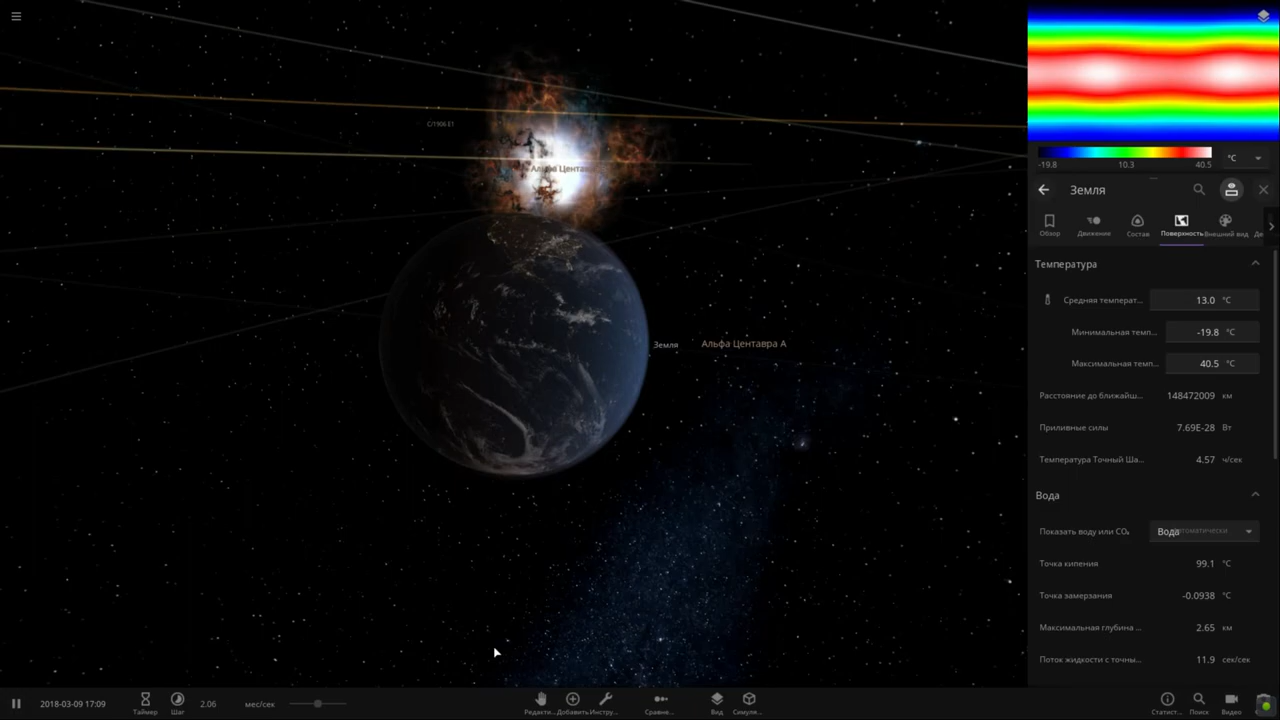 C/1906 E1
Альфа Центавра
Земля
Альфа Центавра А
-19.8 10.3 40.5 °C
Земля
Обзор Движение Состав Поверхность Внешний вид Де
Температура
Средняя температ... 13.0 °C
Минимальная темп... -19.8 °C
Максимальная темп... 40.5 °C
Расстояние до ближайш... 148472009 км
Приливные силы 7.69E-28 Вт
Температура Точный Ша... 4.57 ч/сек
Вода
Показать воду или CO₂ Вода автоматически
Точка кипения 99.1 °C
Точка замерзания -0.0938 °C
Максимальная глубина ... 2.65 км
Поток жидкости с точны... 11.9 сек/сек
2018-03-09 17:09 Таймер Шаг 2.06 мес/сек Редакти... Добавить Инстру... Сравне... Вид Симуля... Статист... Поиск Видео